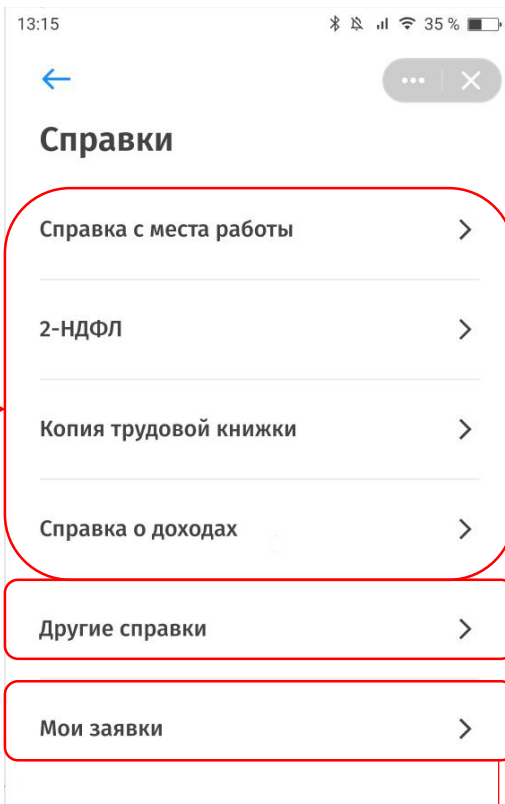 13:15 35 %
Справки
Справка с места работы
2-НДФЛ
Копия трудовой книжки
Справка о доходах
Другие справки
Мои заявки